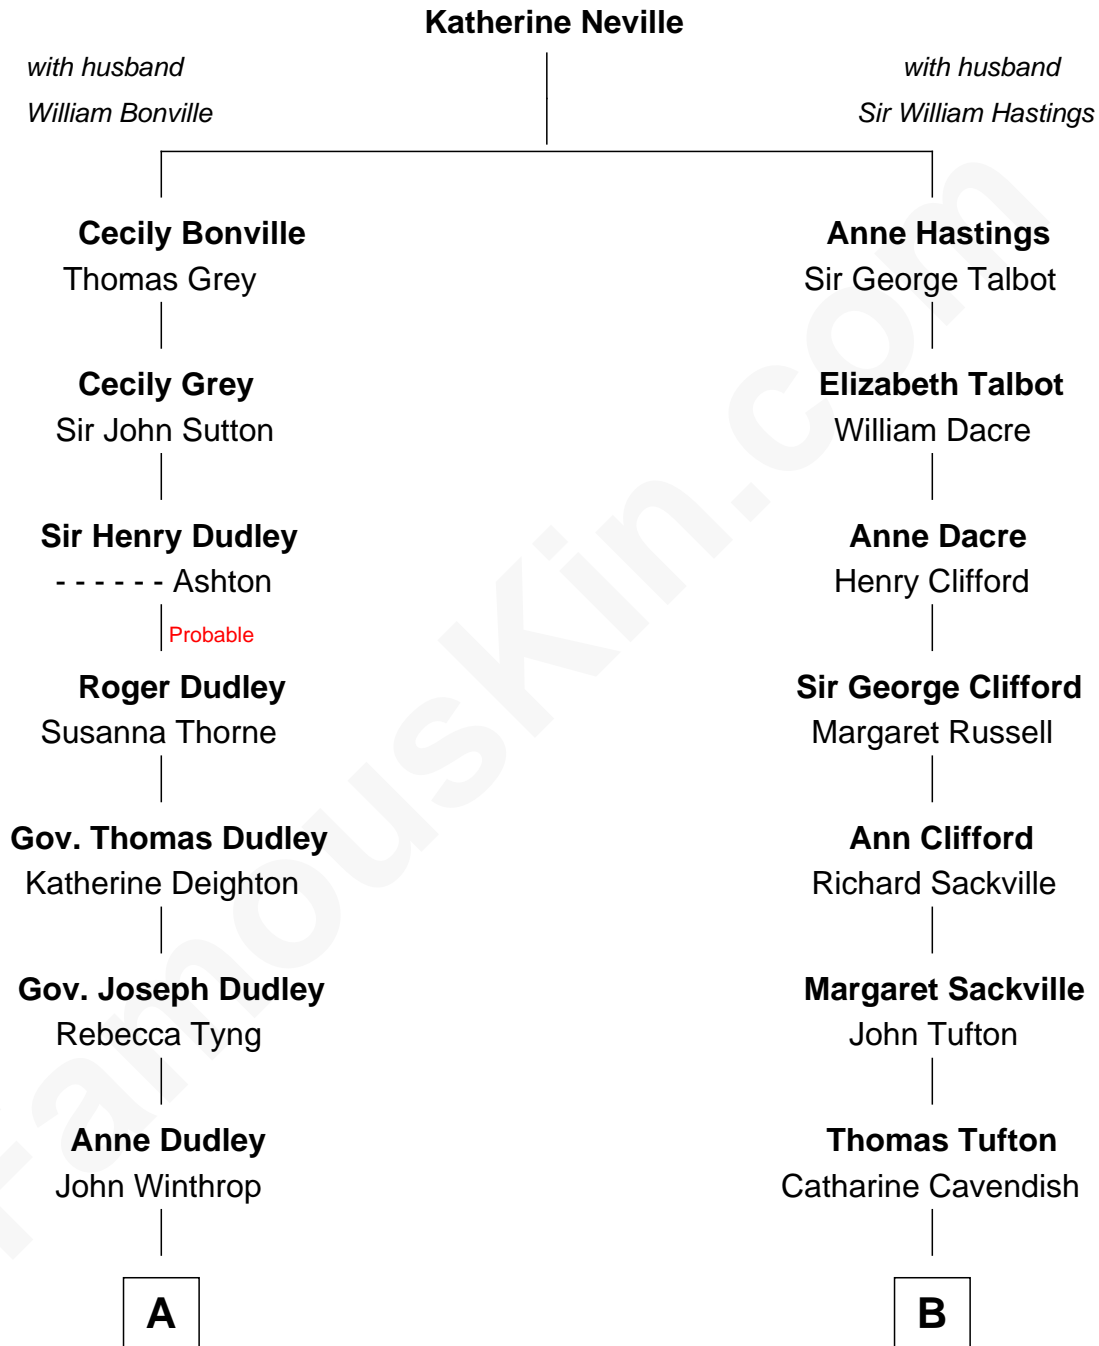 Katherine Neville
with husband
William Bonville
with husband
Sir William Hastings
Cecily Bonville
Thomas Grey
Anne Hastings
Sir George Talbot
Cecily Grey
Sir John Sutton
Elizabeth Talbot
William Dacre
Sir Henry Dudley
- - - - - - Ashton
Anne Dacre
Henry Clifford
Probable
Roger Dudley
Susanna Thorne
Sir George Clifford
Margaret Russell
Gov. Thomas Dudley
Katherine Deighton
Ann Clifford
Richard Sackville
Gov. Joseph Dudley
Rebecca Tyng
Margaret Sackville
John Tufton
Anne Dudley
John Winthrop
Thomas Tufton
Catharine Cavendish
A
B
FamousKin.com